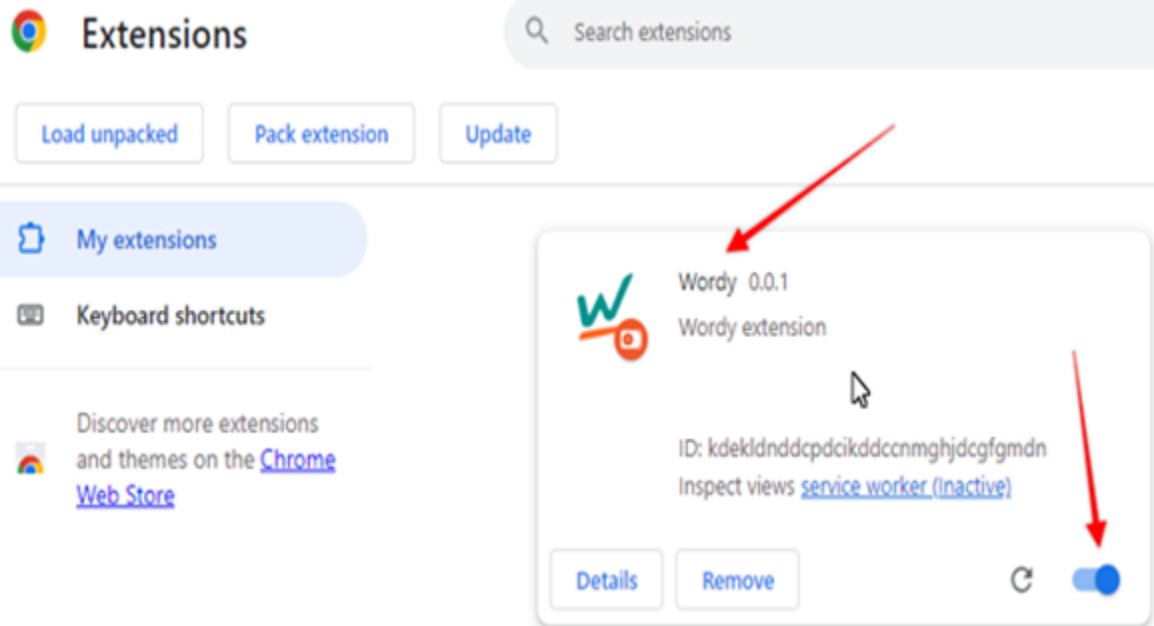 Extensions
Search extensions
Load unpacked
Pack extension
Update
My extensions
Keyboard shortcuts
Discover more extensions
and themes on the Chrome
Web Store
Wordy 0.0.1
Wordy extension
ID: kdekldnddcpdcikddccnmghjdcgfgmdn
Inspect views service worker (Inactive)
Details
Remove